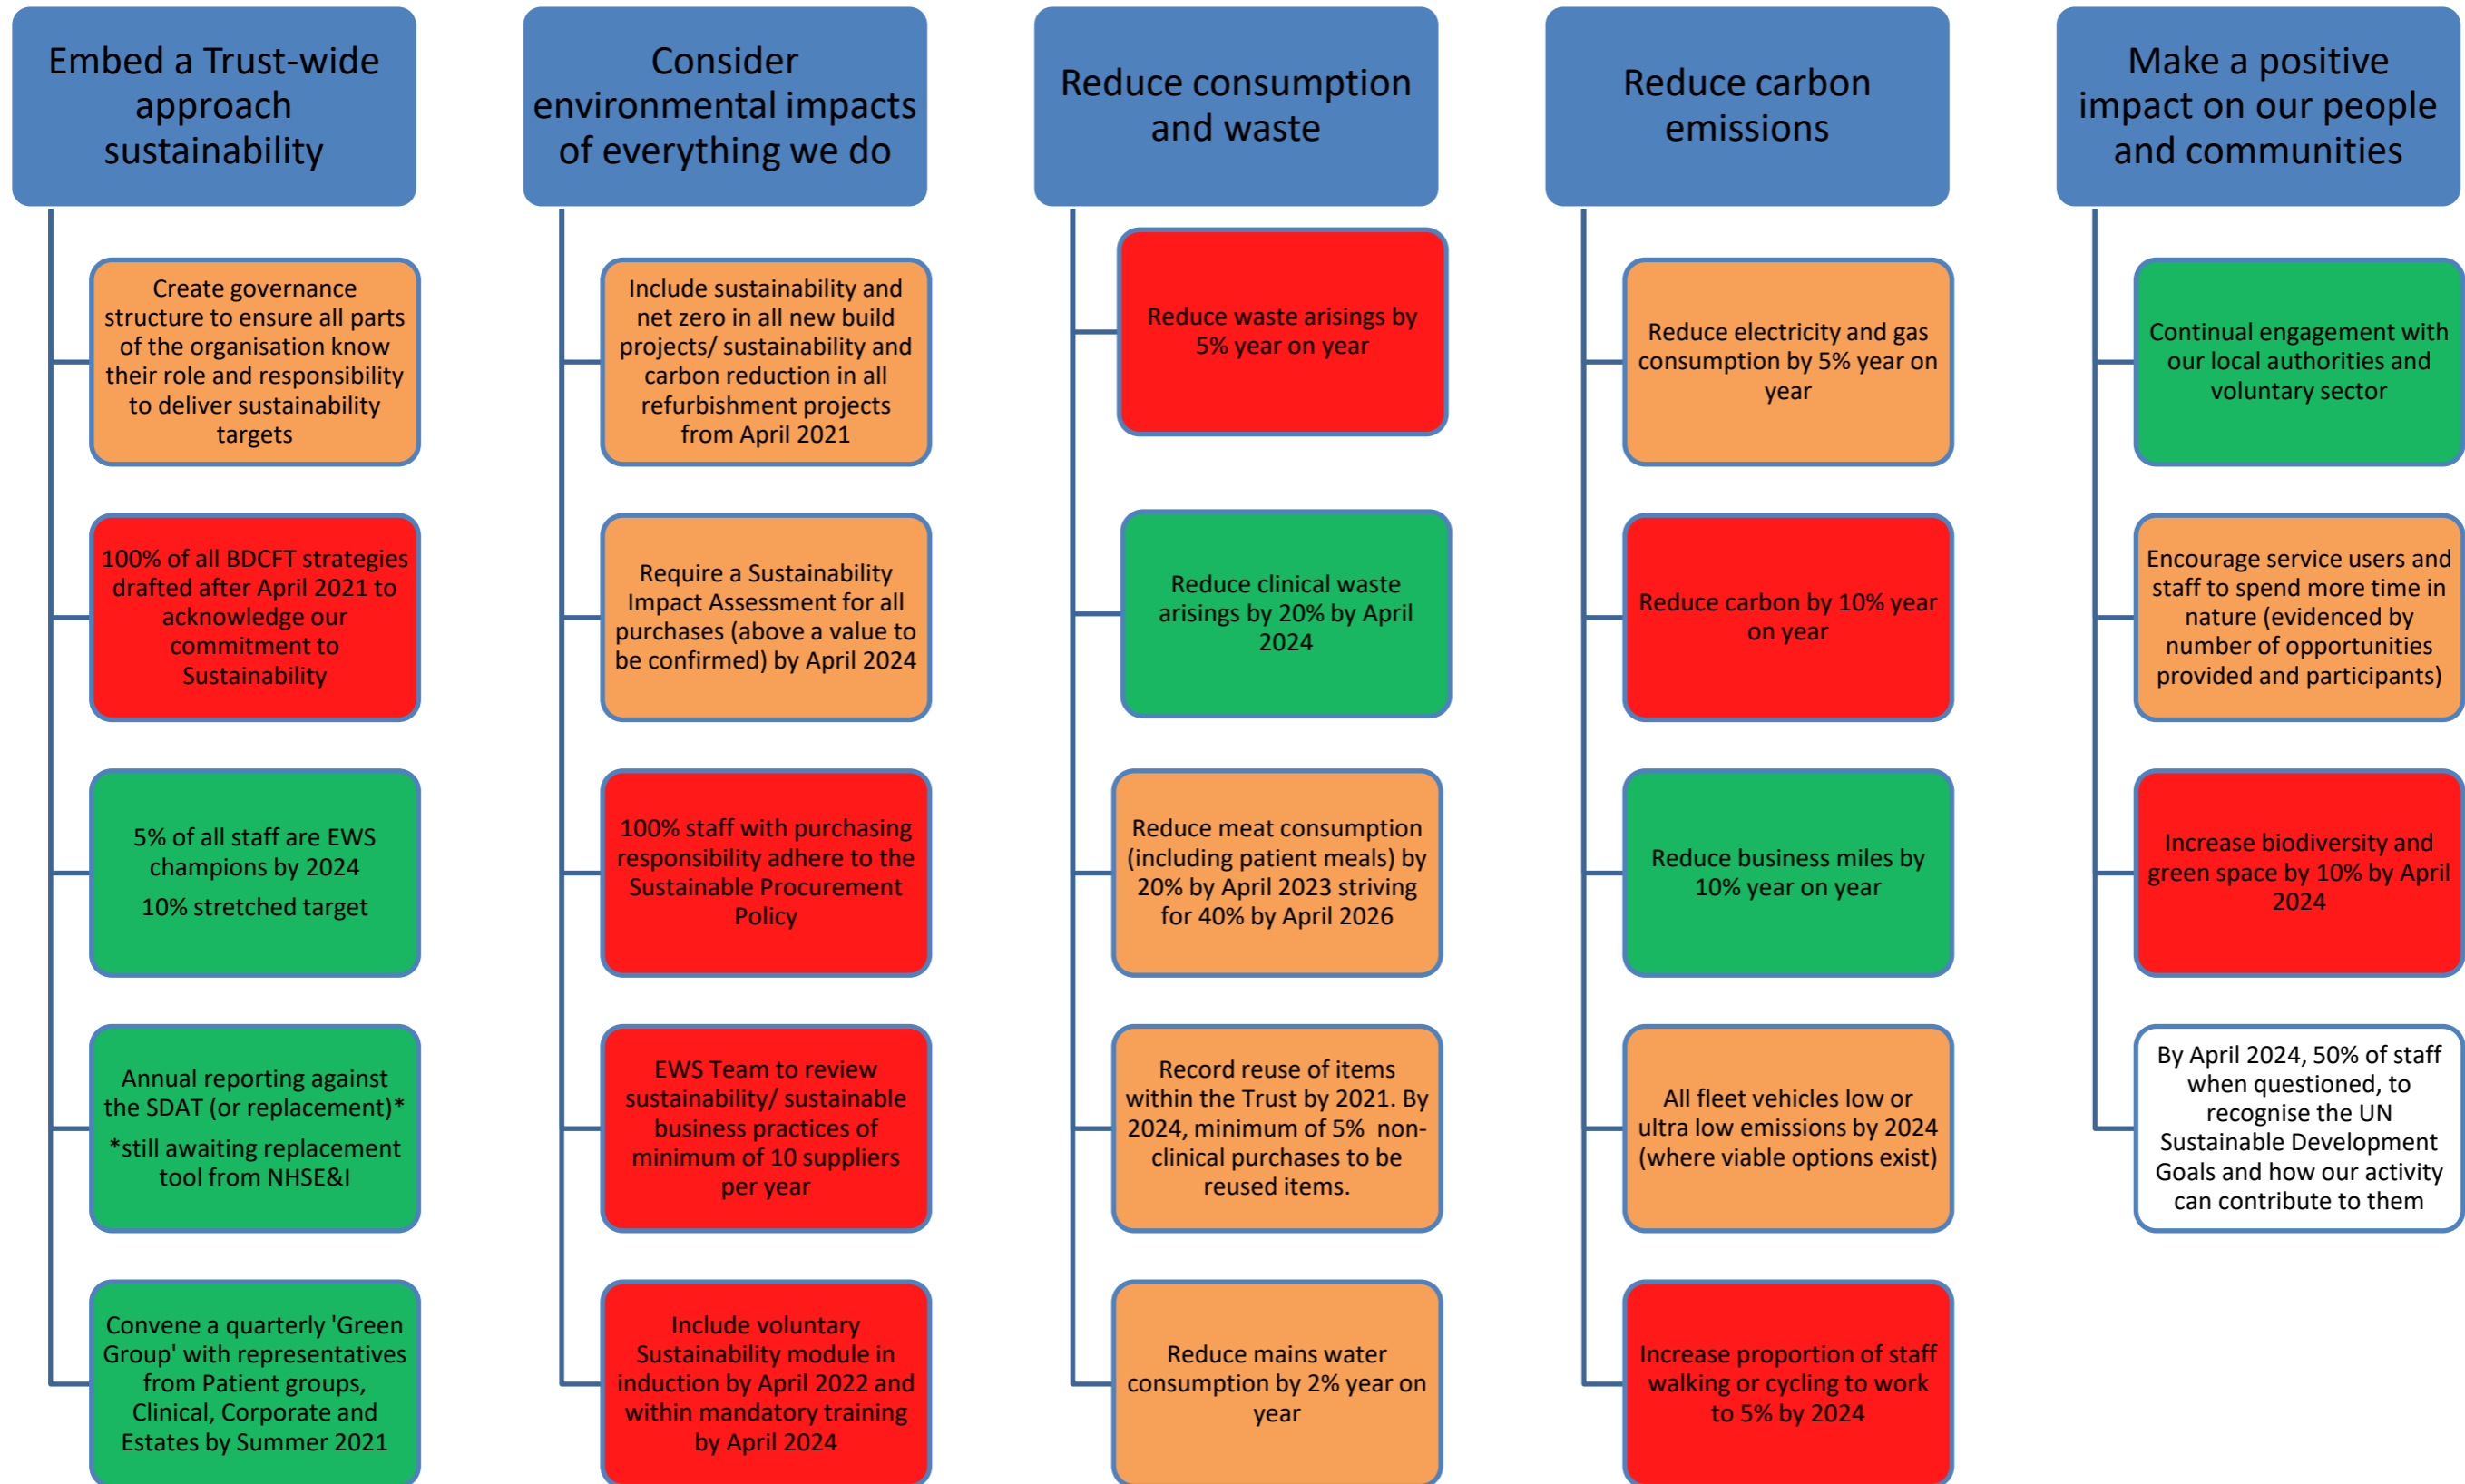 Embed a Trust-wide
approach
sustainability
Create governance
structure to ensure all parts
of the organisation know
their role and responsibility
to deliver sustainability
targets
100% of all BDCFT strategies
drafted after April 2021 to
acknowledge our
commitment to
Sustainability
5% of all staff are EWS
champions by 2024
10% stretched target
Annual reporting against
the SDAT (or replacement)*
*still awaiting replacement
tool from NHSE&I
Convene a quarterly 'Green
Group' with representatives
from Patient groups,
Clinical, Corporate and
Estates by Summer 2021
Consider
environmental impacts
of everything we do
Include sustainability and
net zero in all new build
projects/ sustainability and
carbon reduction in all
refurbishment projects
from April 2021
Require a Sustainability
Impact Assessment for all
purchases (above a value to
be confirmed) by April 2024
100% staff with purchasing
responsibility adhere to the
Sustainable Procurement
Policy
EWS Team to review
sustainability/ sustainable
business practices of
minimum of 10 suppliers
per year
Include voluntary
Sustainability module in
induction by April 2022 and
within mandatory training
by April 2024
Reduce consumption
and waste
Reduce waste arisings by
5% year on year
Reduce clinical waste
arisings by 20% by April
2024
Reduce meat consumption
(including patient meals) by
20% by April 2023 striving
for 40% by April 2026
Record reuse of items
within the Trust by 2021. By
2024, minimum of 5% non-
clinical purchases to be
reused items.
Reduce mains water
consumption by 2% year on
year
Reduce carbon
emissions
Reduce electricity and gas
consumption by 5% year on
year
Reduce carbon by 10% year
on year
Reduce business miles by
10% year on year
All fleet vehicles low or
ultra low emissions by 2024
(where viable options exist)
Increase proportion of staff
walking or cycling to work
to 5% by 2024
Make a positive
impact on our people
and communities
Continual engagement with
our local authorities and
voluntary sector
Encourage service users and
staff to spend more time in
nature (evidenced by
number of opportunities
provided and participants)
Increase biodiversity and
green space by 10% by April
2024
By April 2024, 50% of staff
when questioned, to
recognise the UN
Sustainable Development
Goals and how our activity
can contribute to them